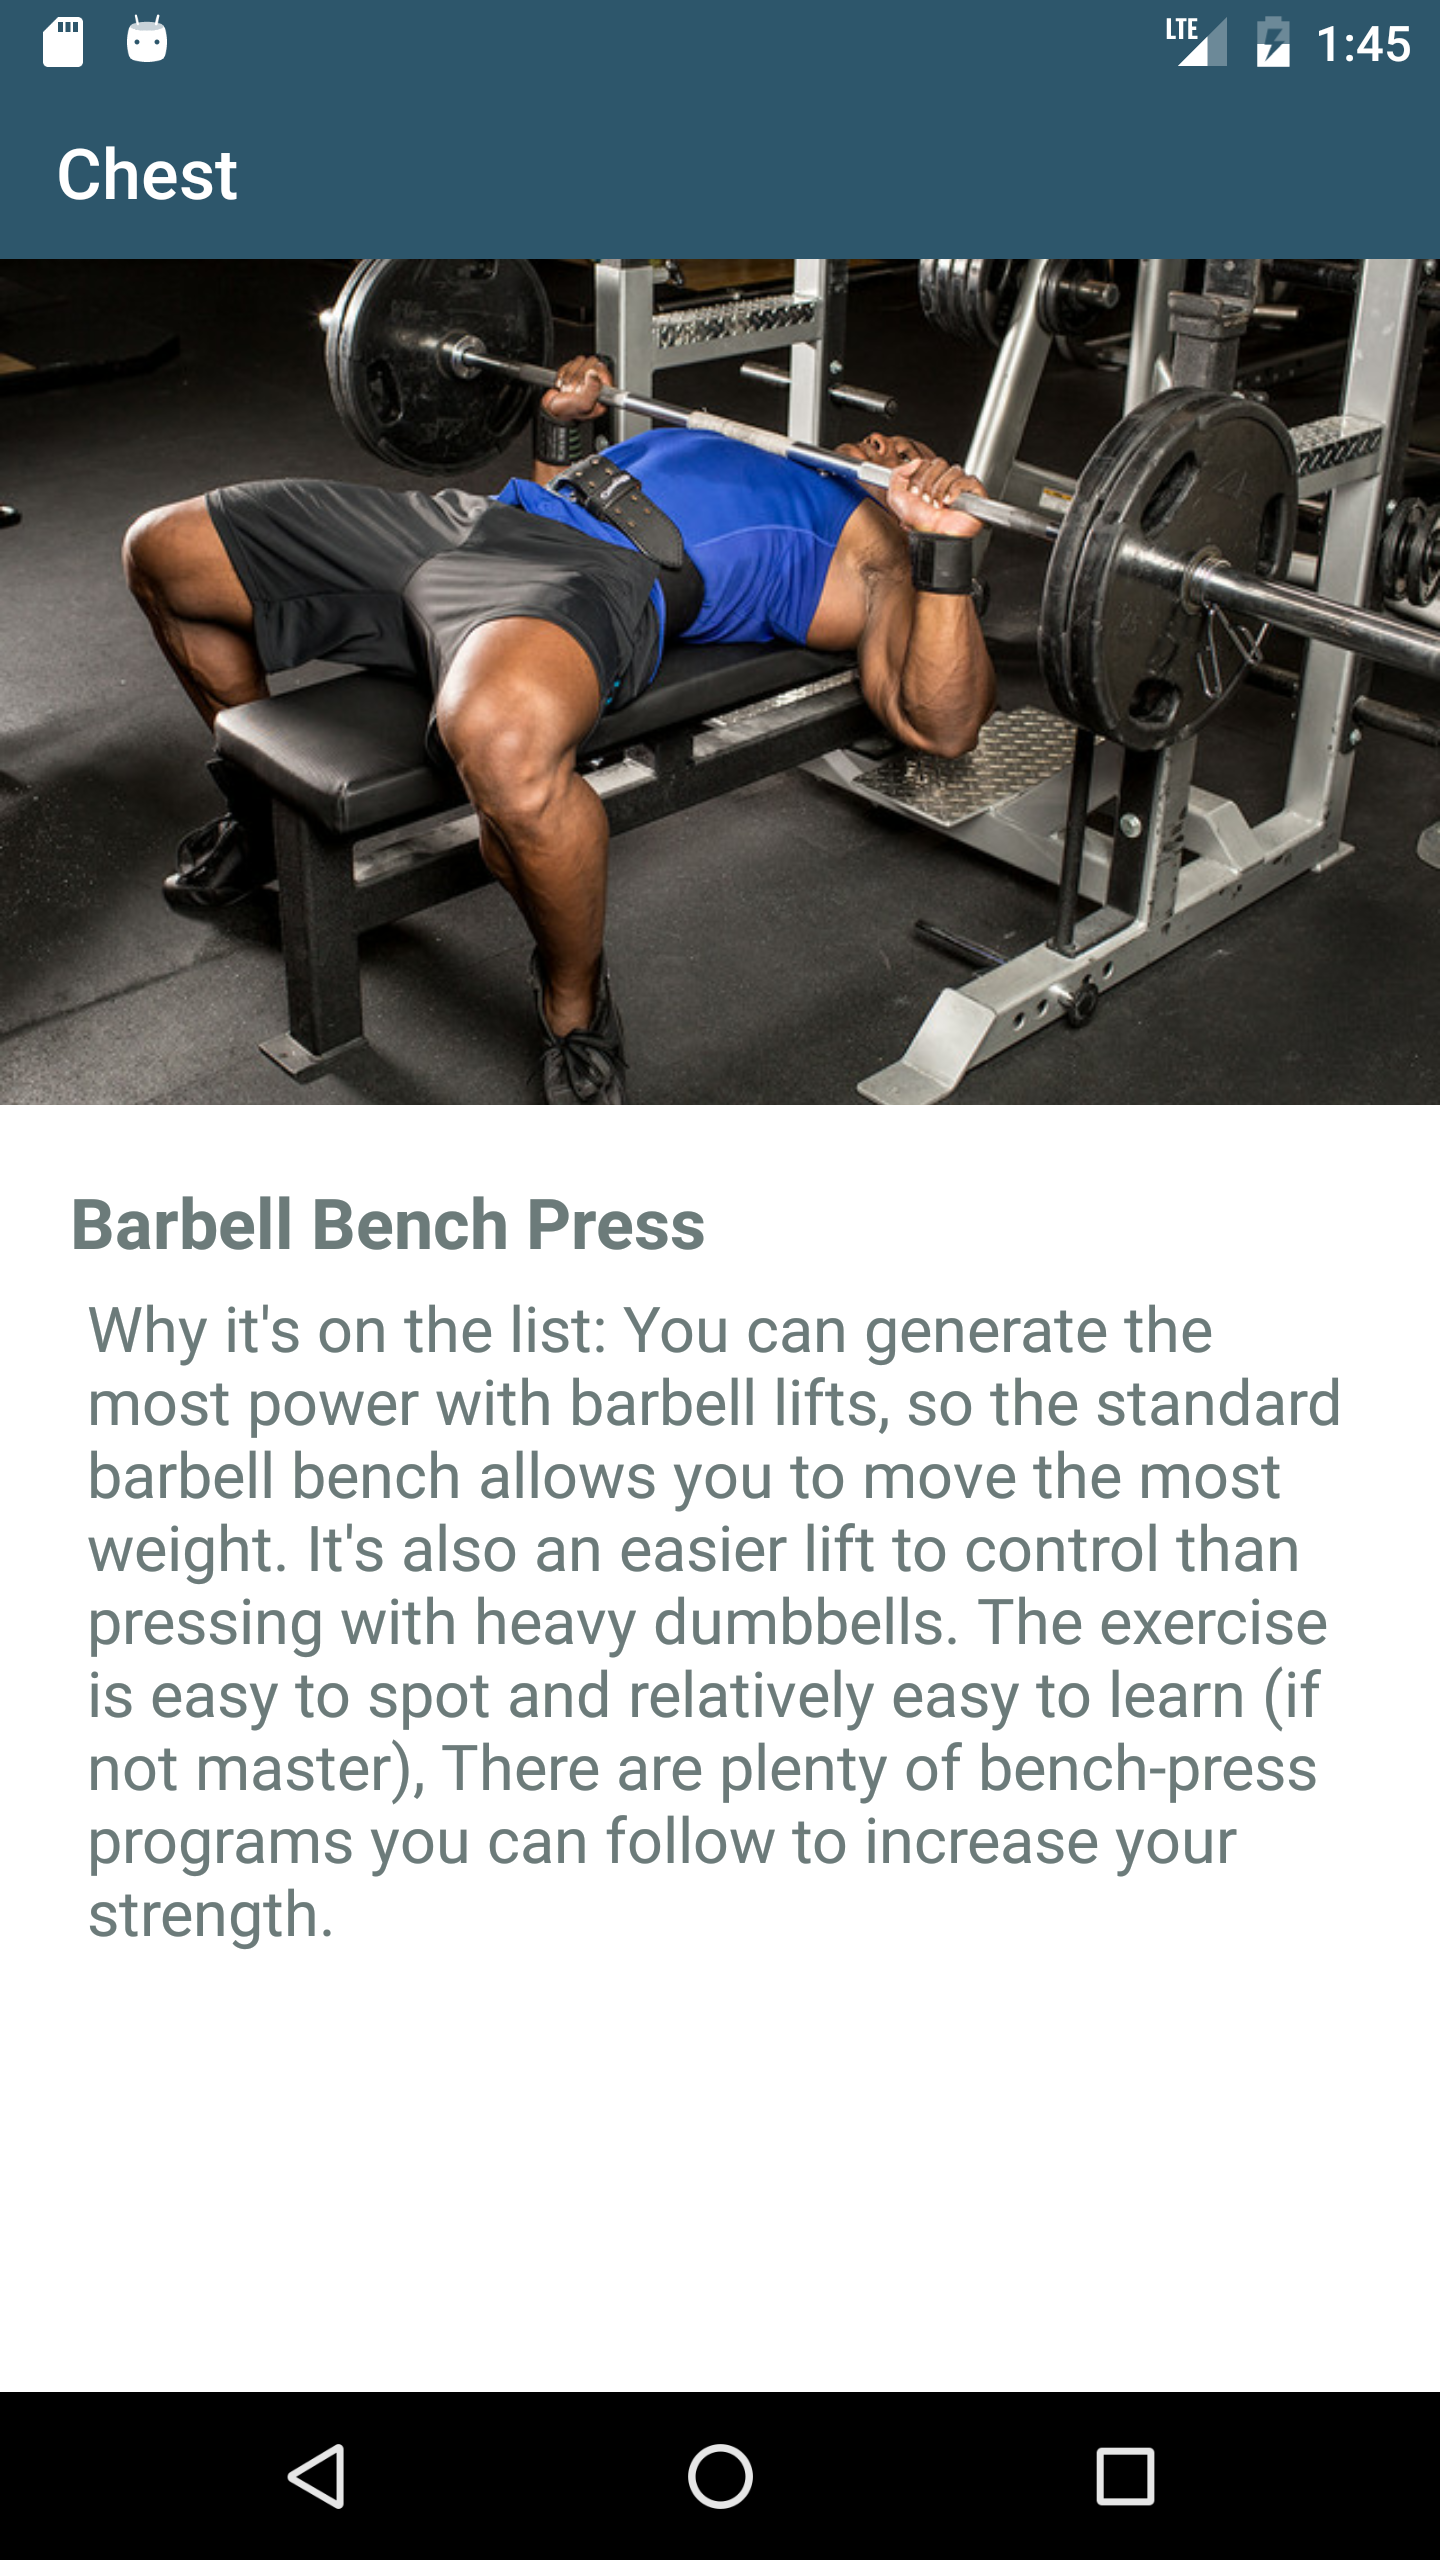 LTE 1:45
Chest
Barbell Bench Press
Why it's on the list: You can generate the
most power with barbell lifts, so the standard
barbell bench allows you to move the most
weight. It's also an easier lift to control than
pressing with heavy dumbbells. The exercise
is easy to spot and relatively easy to learn (if
not master), There are plenty of bench-press
programs you can follow to increase your
strength.